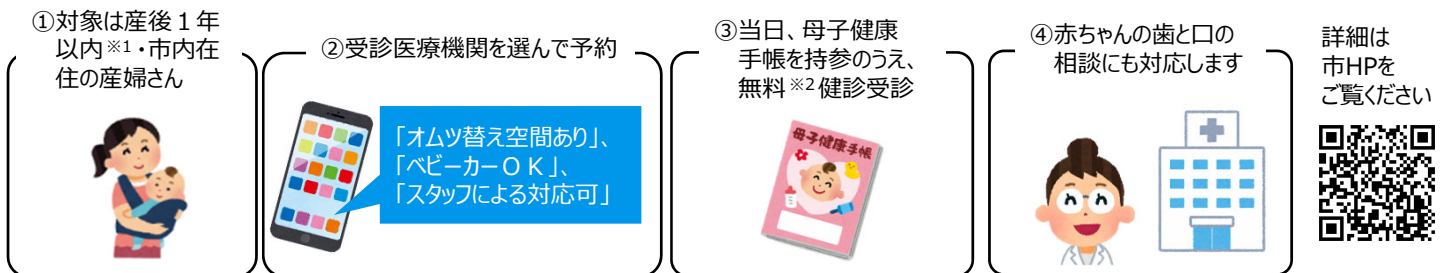 ①対象は産後１年
以内※1・市内在
住の産婦さん
②受診医療機関を選んで予約
「オムツ替え空間あり」、
「ベビーカーＯＫ」、
「スタッフによる対応可」
③当日、母子健康
手帳を持参のうえ、
無料※2健診受診
母子健康手帳
④赤ちゃんの歯と口の
相談にも対応します
詳細は
市HPを
ご覧ください